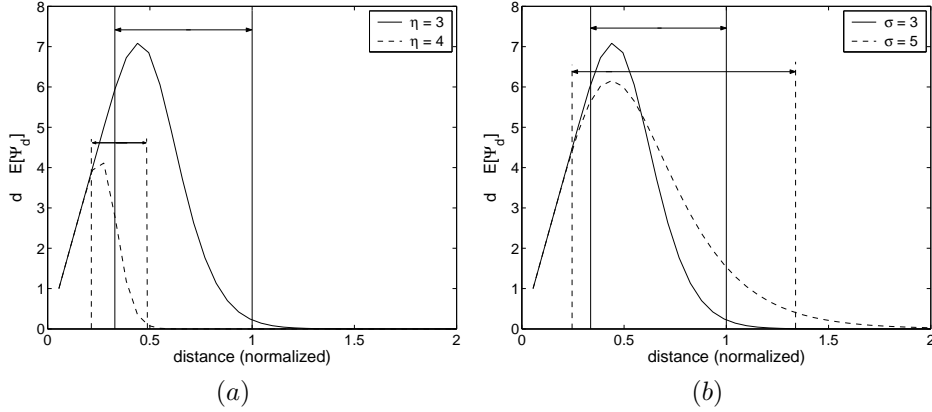 8
7
6
5
4
3
2
1
0
d E[Ψ_d]
0
0.5
1
1.5
2
distance (normalized)
η = 3
η = 4
(a)
8
7
6
5
4
3
2
1
0
d E[Ψ_d]
0
0.5
1
1.5
2
distance (normalized)
σ = 3
σ = 5
(b)